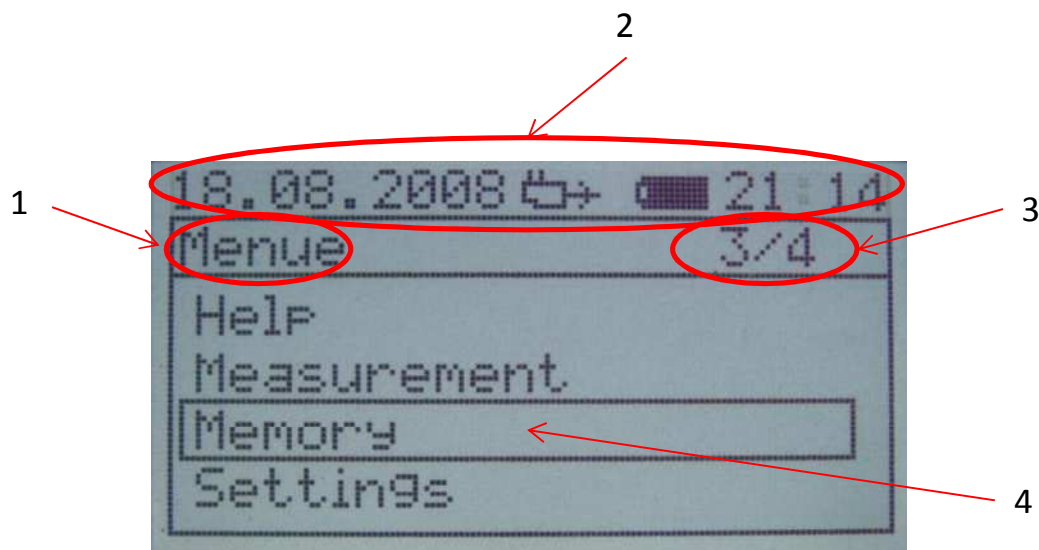 2
18.08.2008 21:14
1 Menue 3/4 3
Help
Measurement
Memory
Settings 4